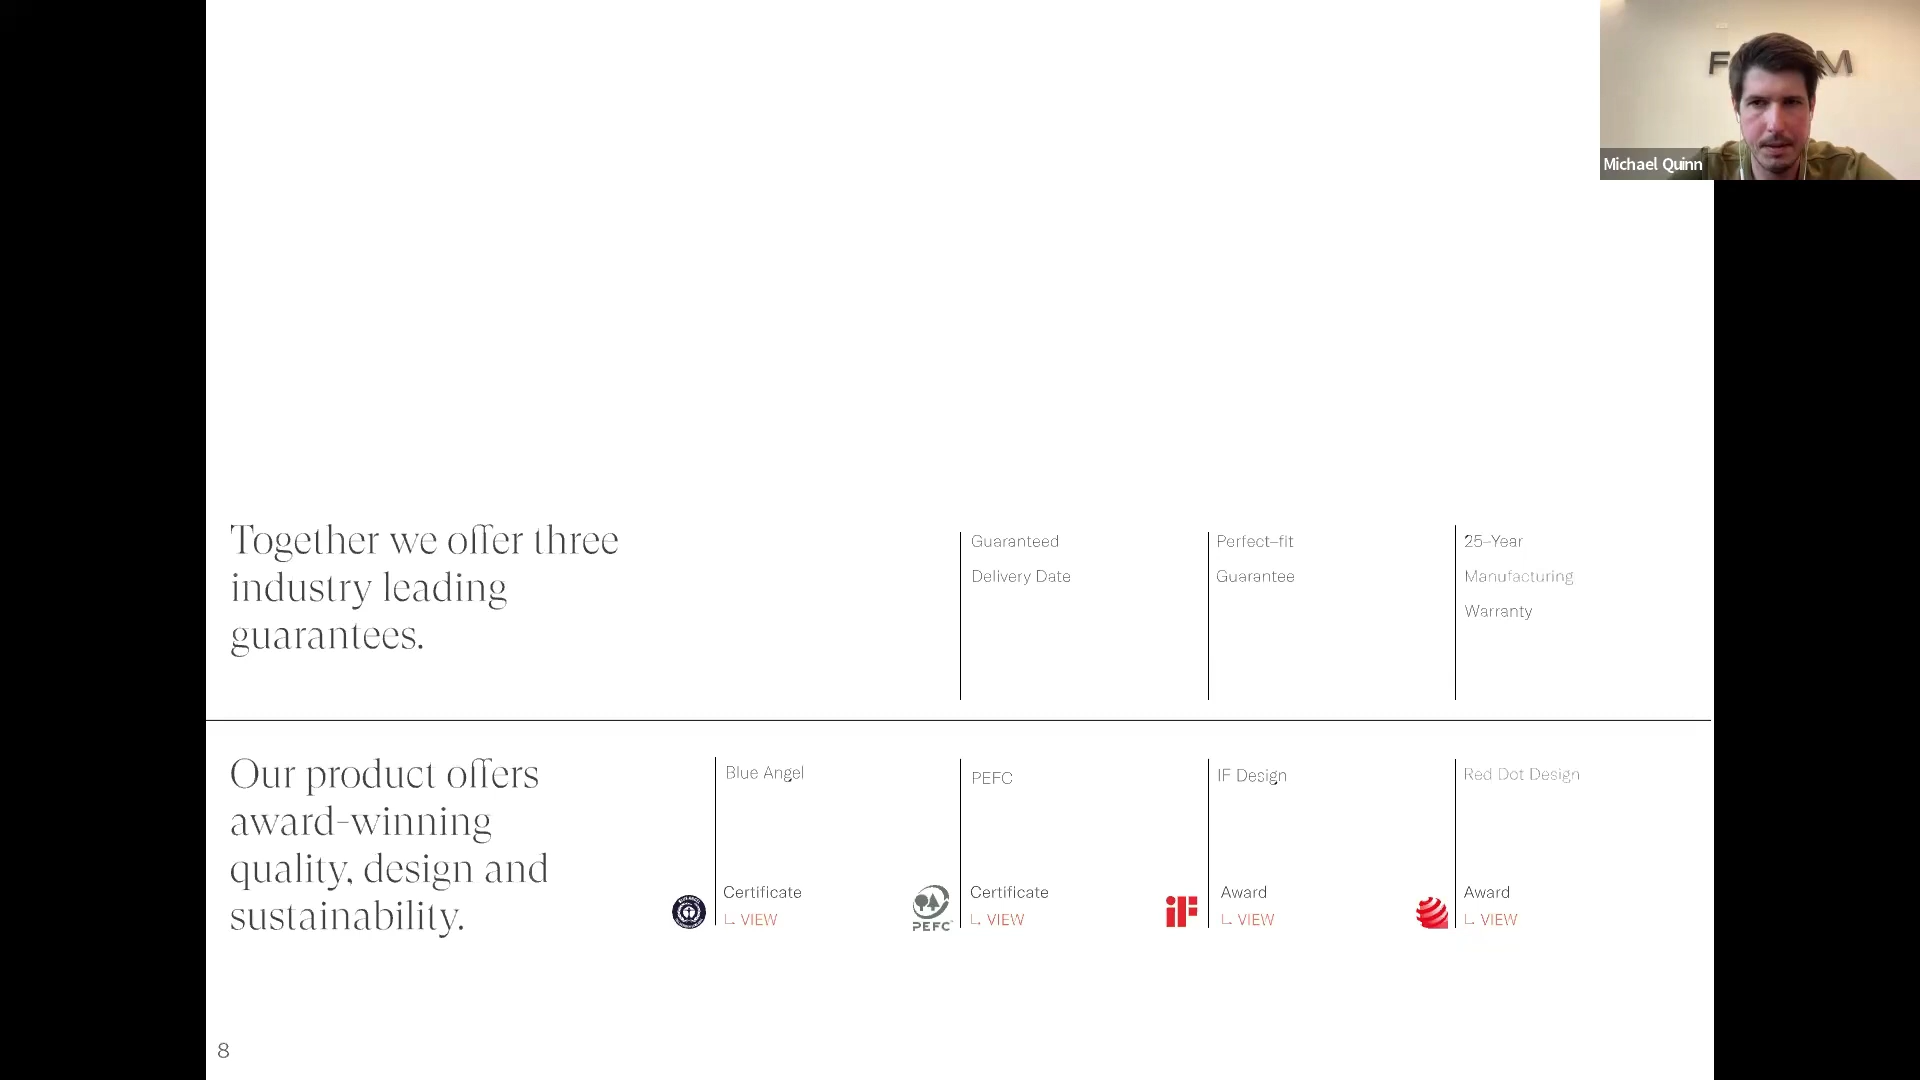 F M
Michael Quinn
Together we offer three
industry leading
guarantees.
Guaranteed
Delivery Date
Perfect–fit
Guarantee
25–Year
Manufacturing
Warranty
Our product offers
award-winning
quality, design and
sustainability.
Blue Angel
Certificate
VIEW
PEFC
Certificate
VIEW
PEFC
IF Design
Award
VIEW
iF
Red Dot Design
Award
VIEW
8